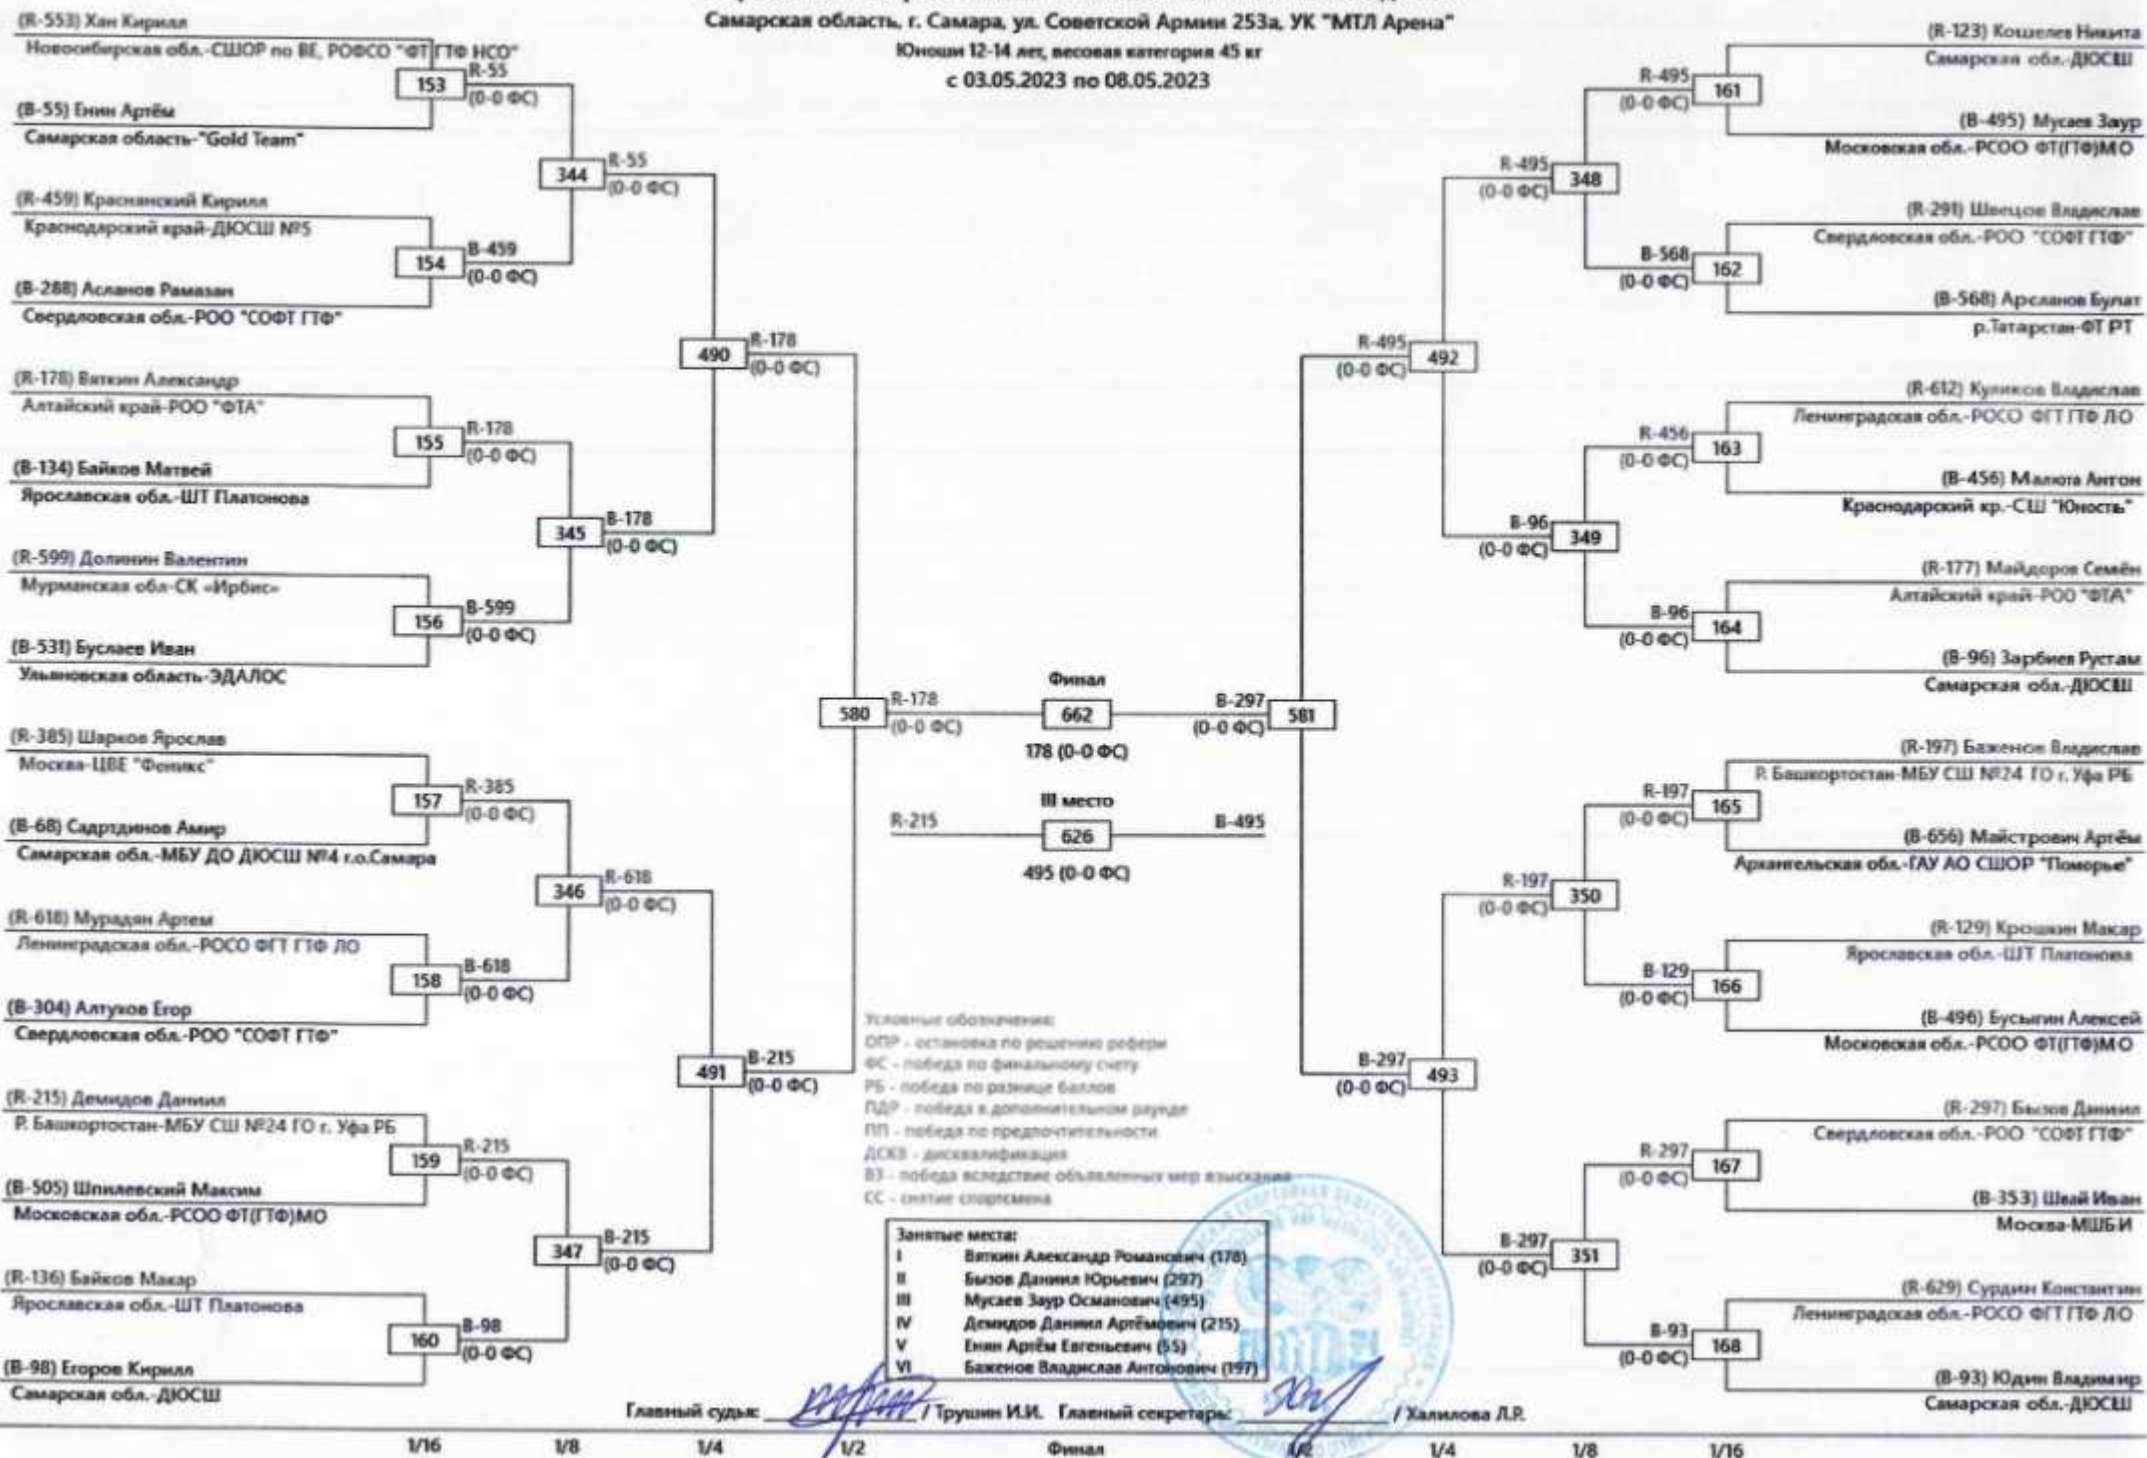 Самарская область, г. Самара, ул. Советской Армии 253а, УК "МТЛ Арена"
Юноши 12-14 лет, весовая категория 45 кг
с 03.05.2023 по 08.05.2023
(R-553) Хан Кирилл
Новосибирская обл.-СШОР по ВЕ, РОФСО "ФТ ГТФ НСО"
153
R-55
(0-0 ФС)
(B-55) Енин Артём
Самарская область-"Gold Team"
344
R-55
(0-0 ФС)
(R-459) Краснанский Кирилл
Краснодарский край-ДЮСШ №5
154
B-459
(0-0 ФС)
(B-288) Асланов Рамазан
Свердловская обл.-РОО "СОФТ ГТФ"
490
R-178
(0-0 ФС)
(R-178) Вяткин Александр
Алтайский край-РОО "ФТА"
155
R-178
(0-0 ФС)
(B-134) Байков Матвей
Ярославская обл.-ШТ Платонова
345
B-178
(0-0 ФС)
(R-599) Долинин Валентин
Мурманская обл-СК «Ирбис»
156
B-599
(0-0 ФС)
(B-531) Буслаев Иван
Ульяновская область-ЭДАЛОС
580
R-178
(0-0 ФС)
(R-385) Шарков Ярослав
Москва-ЦВЕ "Феникс"
157
R-385
(0-0 ФС)
(B-68) Садртдинов Амир
Самарская обл.-МБУ ДО ДЮСШ №4 г.о.Самара
346
R-618
(0-0 ФС)
(R-618) Мурадян Артем
Ленинградская обл.-РОСО ФГТ ГТФ ЛО
158
B-618
(0-0 ФС)
(B-304) Алтухов Егор
Свердловская обл.-РОО "СОФТ ГТФ"
491
B-215
(0-0 ФС)
(R-215) Демидов Даниил
Р. Башкортостан-МБУ СШ №24 ГО г. Уфа РБ
159
R-215
(0-0 ФС)
(B-505) Шпилевский Максим
Московская обл.-РСОО ФТ(ГТФ)МО
347
B-215
(0-0 ФС)
(R-136) Байков Макар
Ярославская обл.-ШТ Платонова
160
B-98
(0-0 ФС)
(B-98) Егоров Кирилл
Самарская обл.-ДЮСШ
Финал
662
178 (0-0 ФС)
III место
R-215
626
B-495
495 (0-0 ФС)
(R-123) Кошелев Никита
Самарская обл.-ДЮСШ
R-495
(0-0 ФС)
161
(B-495) Мусаев Заур
Московская обл.-РСОО ФТ(ГТФ)МО
R-495
(0-0 ФС)
348
(R-291) Швецов Владислав
Свердловская обл.-РОО "СОФТ ГТФ"
B-568
(0-0 ФС)
162
(B-568) Арсланов Булат
р.Татарстан-ФТ РТ
R-495
(0-0 ФС)
492
(R-612) Куликов Владислав
Ленинградская обл.-РОСО ФГТ ГТФ ЛО
R-456
(0-0 ФС)
163
(B-456) Малюта Антон
Краснодарский кр.-СШ "Юность"
B-96
(0-0 ФС)
349
(R-177) Майдоров Семён
Алтайский край-РОО "ФТА"
B-96
(0-0 ФС)
164
(B-96) Зарбиев Рустам
Самарская обл.-ДЮСШ
B-297
(0-0 ФС)
581
(R-197) Баженов Владислав
Р. Башкортостан-МБУ СШ №24 ГО г. Уфа РБ
R-197
(0-0 ФС)
165
(B-656) Майстрович Артём
Архангельская обл.-ГАУ АО СШОР "Поморье"
R-197
(0-0 ФС)
350
(R-129) Крошкин Макар
Ярославская обл.-ШТ Платонова
B-129
(0-0 ФС)
166
(B-496) Бусыгин Алексей
Московская обл.-РСОО ФТ(ГТФ)МО
B-297
(0-0 ФС)
493
(R-297) Бызов Даниил
Свердловская обл.-РОО "СОФТ ГТФ"
R-297
(0-0 ФС)
167
(B-353) Швай Иван
Москва-МШБИ
B-297
(0-0 ФС)
351
(R-629) Сурдин Константин
Ленинградская обл.-РОСО ФГТ ГТФ ЛО
B-93
(0-0 ФС)
168
(B-93) Юдин Владимир
Самарская обл.-ДЮСШ
Условные обозначения:
ОПР - остановка по решению рефери
ФС - победа по финальному счету
РБ - победа по разнице баллов
ПДР - победа в дополнительном раунде
ПП - победа по предпочтительности
ДСКВ - дисквалификация
ВЗ - победа вследствие объявленных мер взыскания
СС - снятие спортсмена
Занятые места:
I Вяткин Александр Романович (178)
II Бызов Даниил Юрьевич (297)
III Мусаев Заур Османович (495)
IV Демидов Даниил Артёмович (215)
V Енин Артём Евгеньевич (55)
VI Баженов Владислав Антонович (197)
Главный судья: / Трушин И.И. Главный секретарь: / Халилова Л.Р.
1/16 1/8 1/4 1/2 Финал 1/2 1/4 1/8 1/16